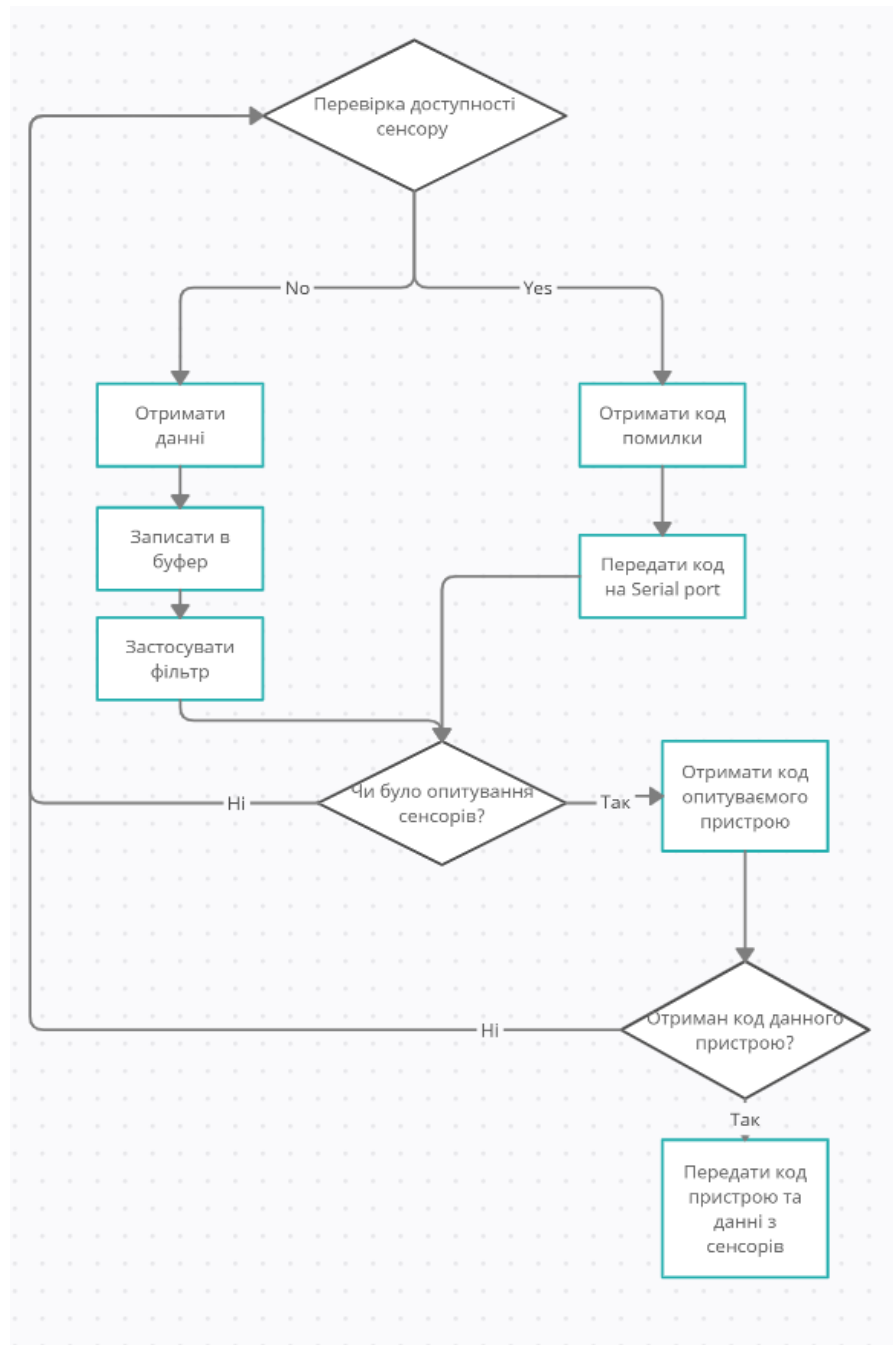 Перевірка доступності
сенсору
No
Yes
Отримати
данні
Отримати код
помилки
Записати в
буфер
Передати код
на Serial port
Застосувати
фільтр
Чи було опитування
сенсорів?
Ні
Так
Отримати код
опитуваємого
пристрою
Отриман код данного
пристрою?
Ні
Так
Передати код
пристрою та
данні з
сенсорів